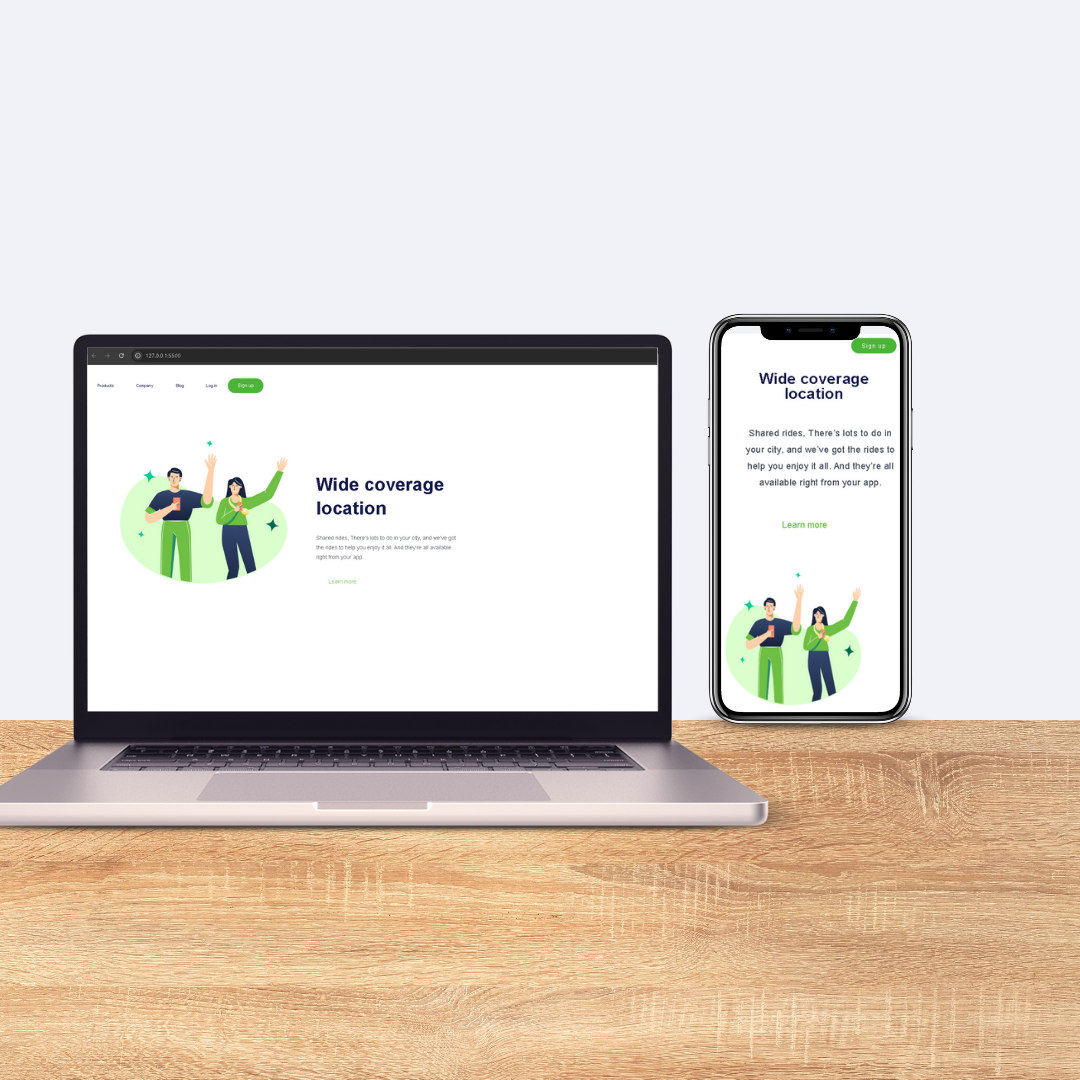 127.0.0.1:5500
Products Company Blog Log in Sign up
Wide coverage
location
Shared rides, There's lots to do in your city, and we've got
the rides to help you enjoy it all. And they're all available
right from your app.
Learn more
Sign up
Wide coverage
location
Shared rides, There's lots to do in
your city, and we've got the rides to
help you enjoy it all. And they're all
available right from your app.
Learn more